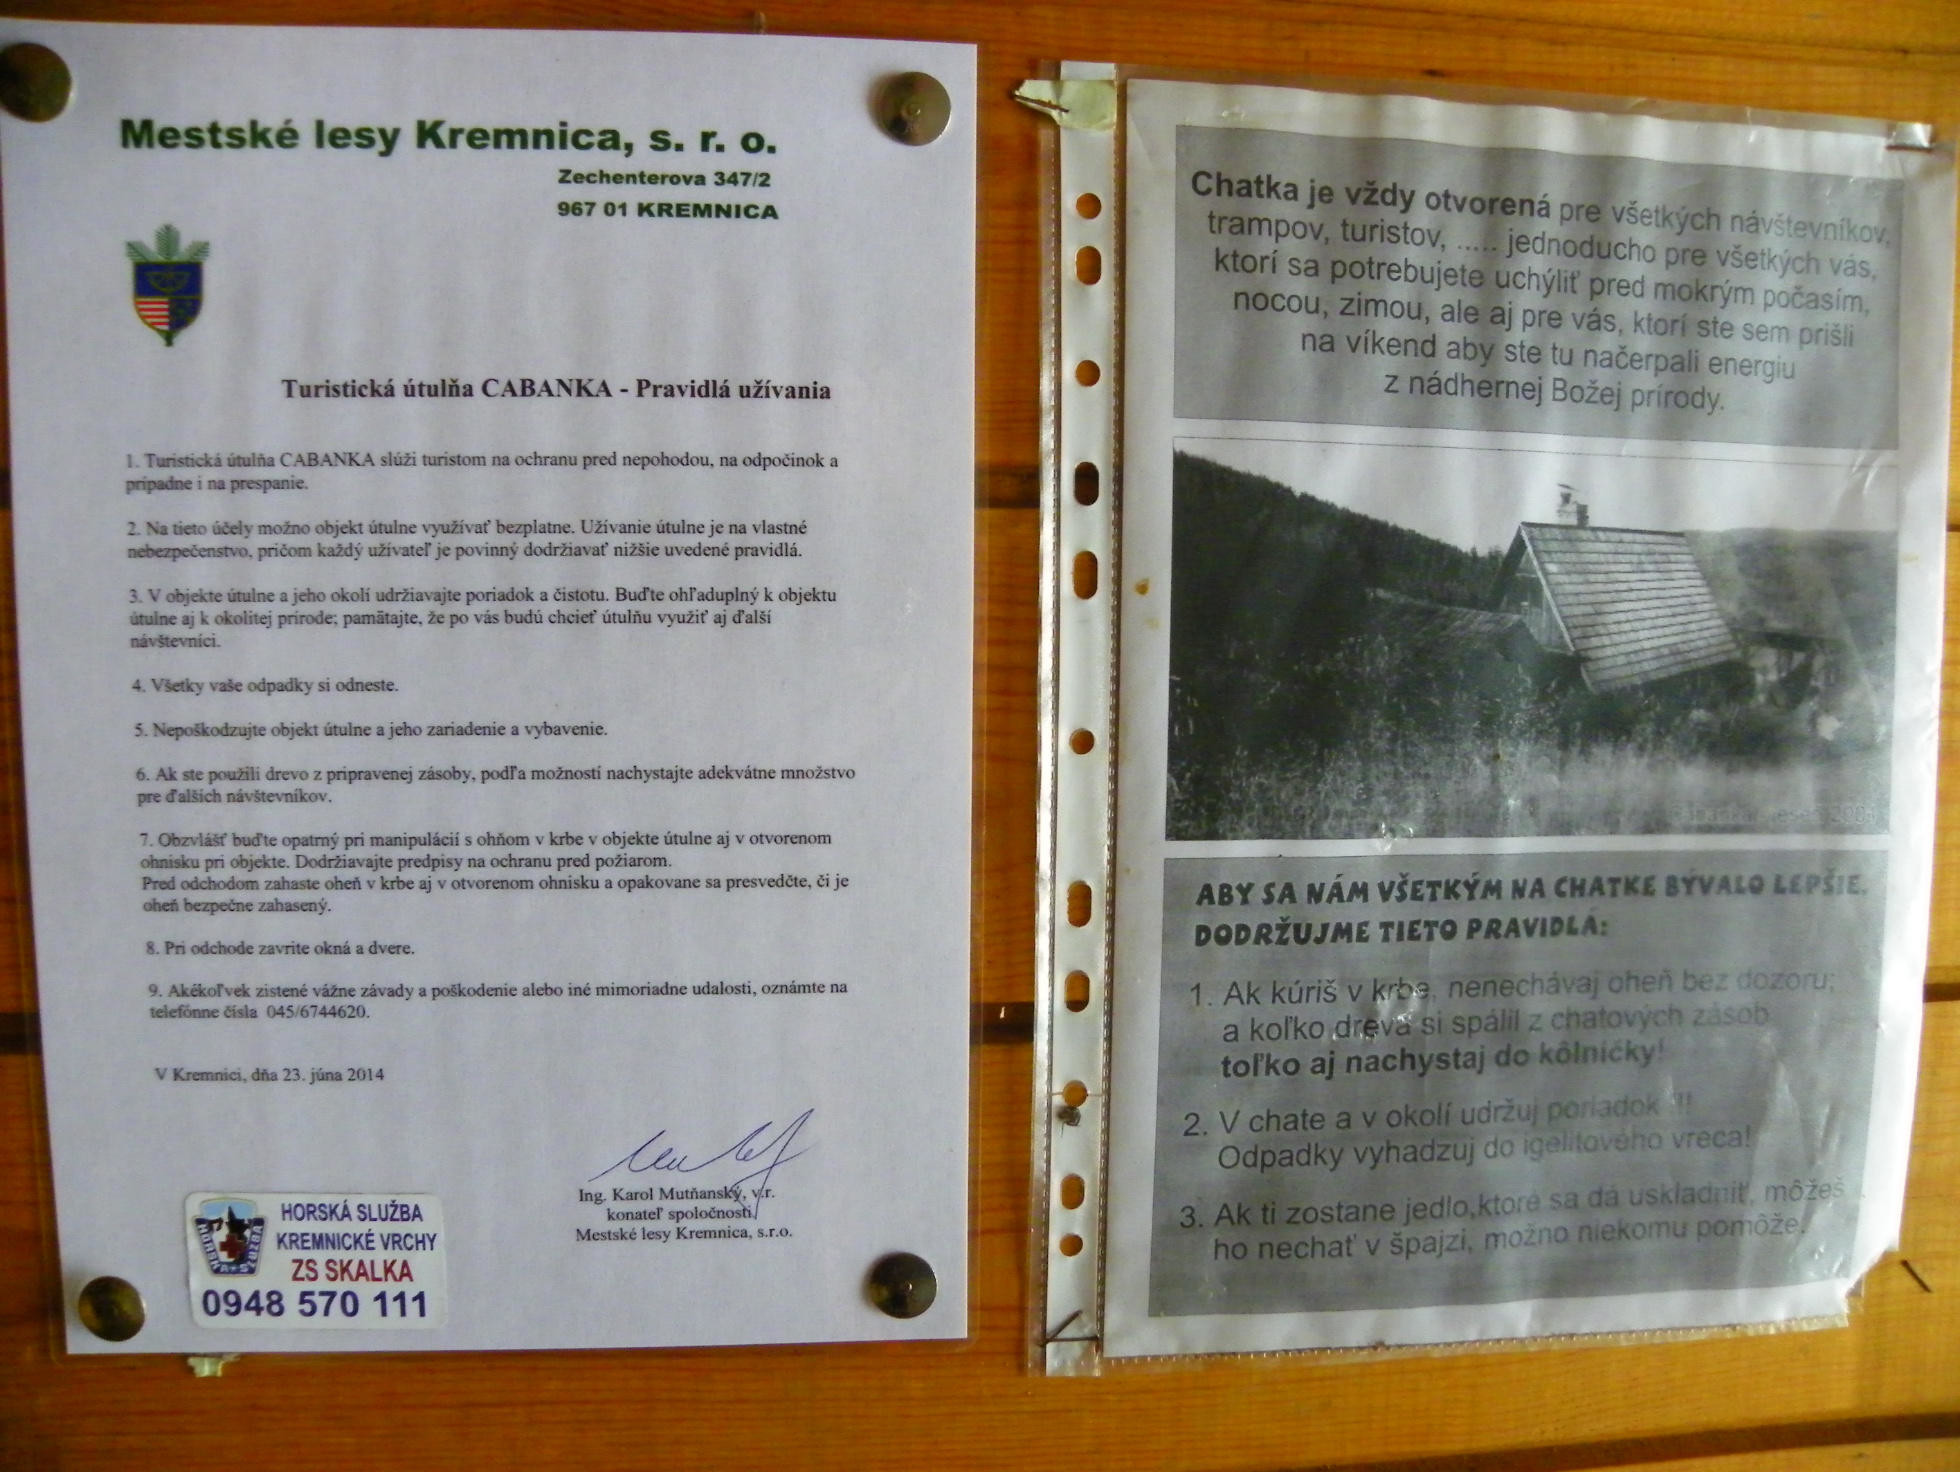 Mestské lesy Kremnica, s. r. o.
Zechenterova 347/2
967 01 KREMNICA
Turistická útulňa CABANKA - Pravidlá užívania
1. Turistická útulňa CABANKA slúži turistom na ochranu pred nepohodou, na odpočinok a
prípadne i na prespanie.
2. Na tieto účely možno objekt útulne využívať bezplatne. Užívanie útulne je na vlastné
nebezpečenstvo, pričom každý užívateľ je povinný dodržiavať nižšie uvedené pravidlá.
3. V objekte útulne a jeho okolí udržiavajte poriadok a čistotu. Buďte ohľaduplný k objektu
útulne aj k okolitej prírode; pamätajte, že po vás budú chcieť útulňu využiť aj ďalší
návštevníci.
4. Všetky vaše odpadky si odneste.
5. Nepoškodzujte objekt útulne a jeho zariadenie a vybavenie.
6. Ak ste použili drevo z pripravenej zásoby, podľa možností nachystajte adekvátne množstvo
pre ďalších návštevníkov.
7. Obzvlášť buďte opatrný pri manipulácií s ohňom v krbe v objekte útulne aj v otvorenom
ohnisku pri objekte. Dodržiavajte predpisy na ochranu pred požiarom.
Pred odchodom zahaste oheň v krbe aj v otvorenom ohnisku a opakovane sa presvedčte, či je
oheň bezpečne zahasený.
8. Pri odchode zavrite okná a dvere.
9. Akékoľvek zistené vážne závady a poškodenie alebo iné mimoriadne udalosti, oznámte na
telefónne čísla 045/6744620.
V Kremnici, dňa 23. júna 2014
Ing. Karol Mutňanský, v.r.
konateľ spoločnosti
Mestské lesy Kremnica, s.r.o.
HORSKÁ SLUŽBA
HORSKÁ SLUŽBA
KREMNICKÉ VRCHY
ZS SKALKA
0948 570 111
Chatka je vždy otvorená pre všetkých návštevníkov,
trampov, turistov, ..... jednoducho pre všetkých vás,
ktorí sa potrebujete uchýliť pred mokrým počasím,
nocou, zimou, ale aj pre vás, ktorí ste sem prišli
na víkend aby ste tu načerpali energiu
z nádhernej Božej prírody.
ABY SA NÁM VŠETKÝM NA CHATKE BÝVALO LEPŠIE,
DODRŽUJME TIETO PRAVIDLÁ:
1. Ak kúriš v krbe, nenechávaj oheň bez dozoru;
a koľko dreva si spálil z chatových zásob
toľko aj nachystaj do kôlničky!
2. V chate a v okolí udržuj poriadok !!!
Odpadky vyhadzuj do igelitového vreca!
3. Ak ti zostane jedlo,ktoré sa dá uskladniť, môžeš
ho nechať v špajzi, možno niekomu pomôže.